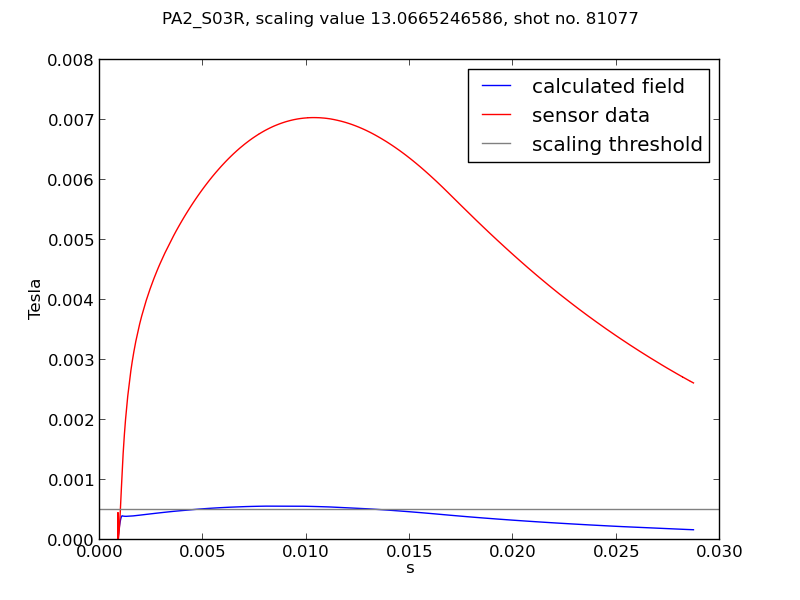 PA2_S03R, scaling value 13.0665246586, shot no. 81077
0.008
0.007
0.006
0.005
0.004
0.003
0.002
0.001
0.000
Tesla
calculated field
sensor data
scaling threshold
0.000 0.005 0.010 0.015 0.020 0.025 0.030
s